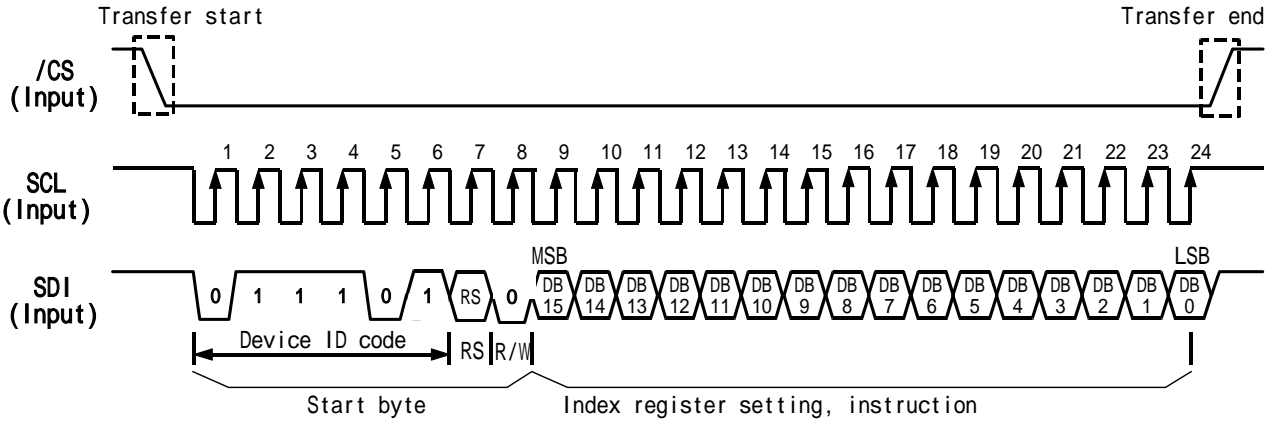 Transfer start Transfer end
/CS
(Input)
1 2 3 4 5 6 7 8 9 10 11 12 13 14 15 16 17 18 19 20 21 22 23 24
SCL
(Input)
MSB LSB
SDI
(Input)
0 1 1 1 0 1 RS 0 DB 15 DB 14 DB 13 DB 12 DB 11 DB 10 DB 9 DB 8 DB 7 DB 6 DB 5 DB 4 DB 3 DB 2 DB 1 DB 0
Device ID code RS R/W
Start byte Index register setting, instruction